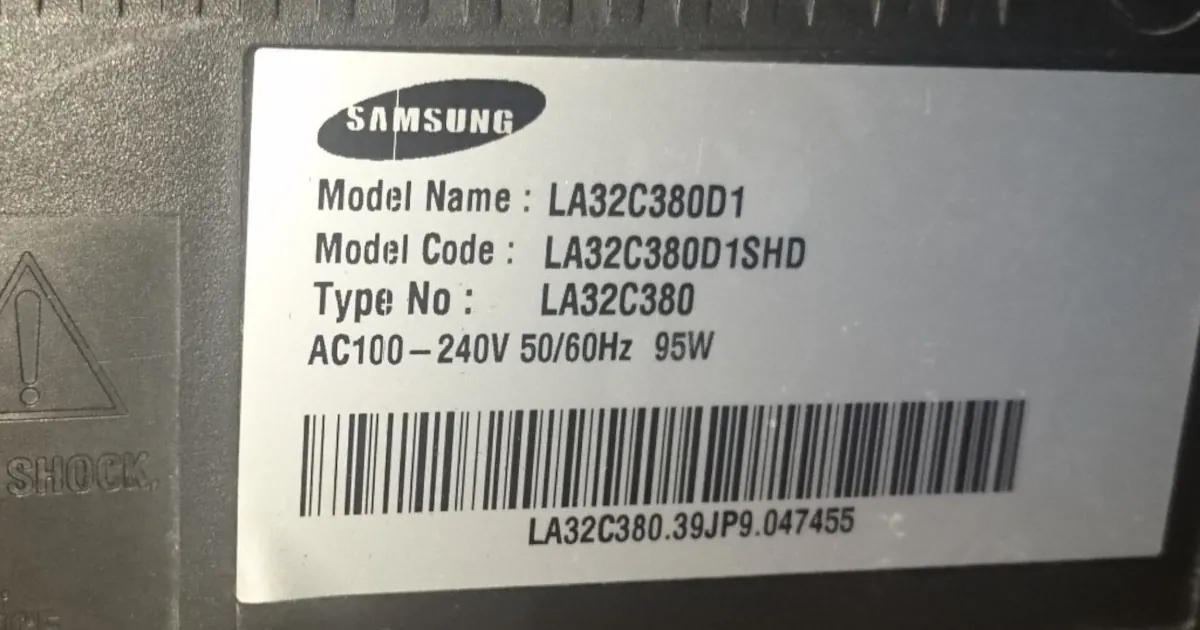 SAMSUNG
Model Name : LA32C380D1
Model Code : LA32C380D1SHD
Type No : LA32C380
AC100-240V 50/60Hz 95W
LA32C380.39JP9.047455
SHOCK.